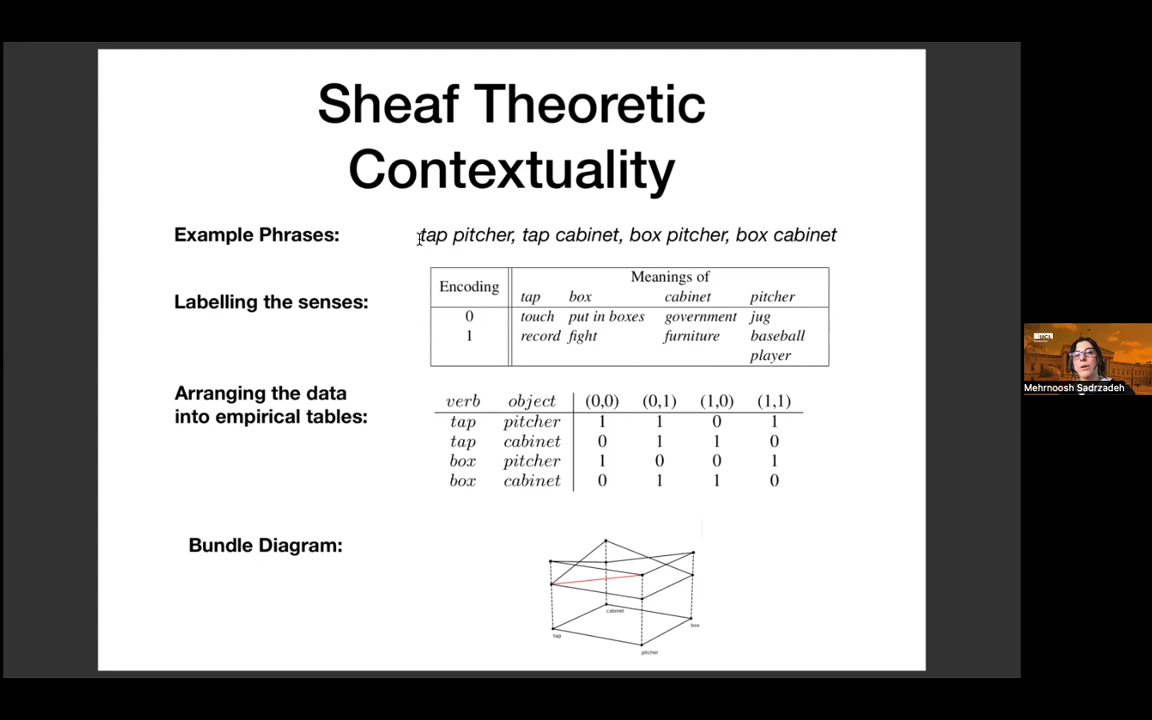 Sheaf Theoretic
Contextuality
Example Phrases: tap pitcher, tap cabinet, box pitcher, box cabinet
Labelling the senses:
Encoding Meanings of
tap box cabinet pitcher
0 touch put in boxes government jug
1 record fight furniture baseball
player
Arranging the data
into empirical tables:
verb object (0,0) (0,1) (1,0) (1,1)
tap pitcher 1 1 0 1
tap cabinet 0 1 1 0
box pitcher 1 0 0 1
box cabinet 0 1 1 0
Bundle Diagram:
cabinet
box
tap
pitcher
UCL
Mehrnoosh Sadrzadeh